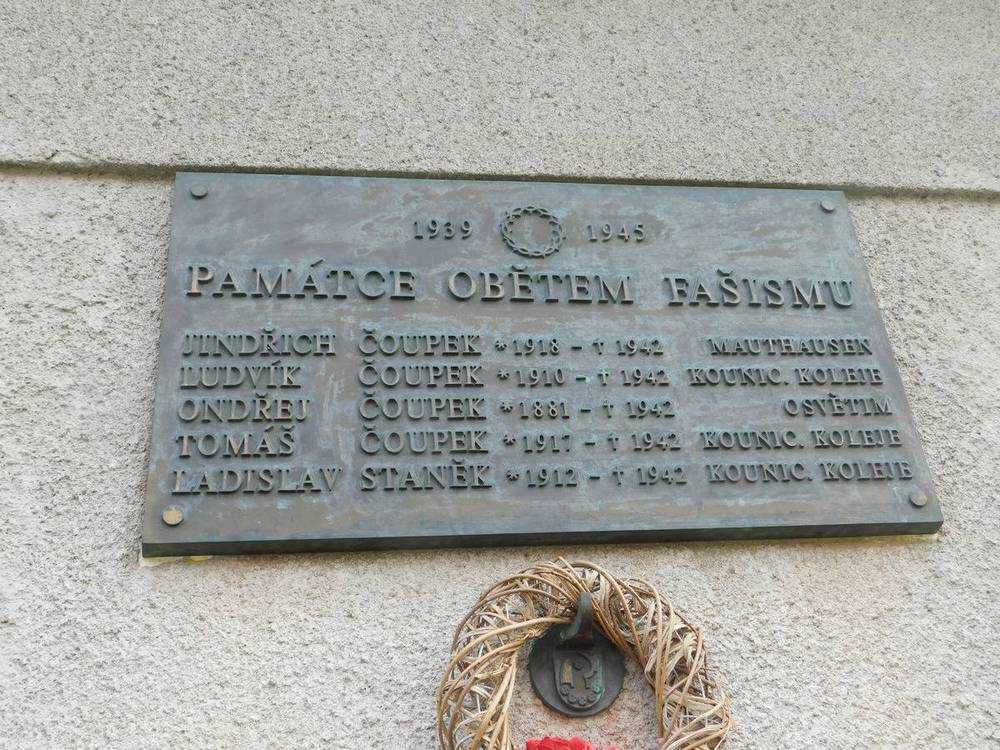 1939 1945
PAMÁTCE OBĚTEM FAŠISMU
JINDŘICH ČOUPEK *1918 - † 1942 MAUTHAUSEN
LUDVÍK ČOUPEK *1910 - † 1942 KOUNIC. KOLEJE
ONDŘEJ ČOUPEK *1881 - † 1942 OSVĚTIM
TOMÁŠ ČOUPEK *1917 - † 1942 KOUNIC. KOLEJE
LADISLAV STANĚK *1912 - † 1942 KOUNIC. KOLEJE